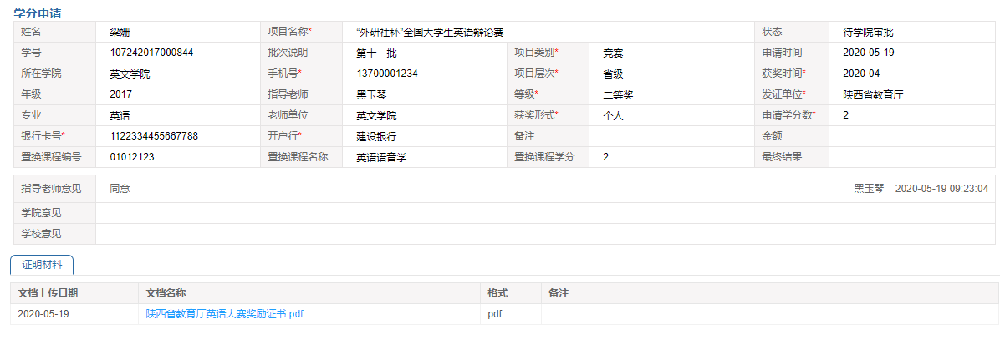 学分申请
姓名 梁姗 项目名称* “外研社杯”全国大学生英语辩论赛 状态 待学院审批
学号 107242017000844 批次说明 第十一批 项目类别* 竞赛 申请时间 2020-05-19
所在学院 英文学院 手机号* 13700001234 项目层次* 省级 获奖时间* 2020-04
年级 2017 指导老师 黑玉琴 等级* 二等奖 发证单位* 陕西省教育厅
专业 英语 老师单位 英文学院 获奖形式* 个人 申请学分数* 2
银行卡号* 1122334455667788 开户行* 建设银行 备注 金额
置换课程编号 01012123 置换课程名称 英语语音学 置换课程学分 2 最终结果
指导老师意见 同意 黑玉琴 2020-05-19 09:23:04
学院意见
学校意见
证明材料
文档上传日期 文档名称 格式 备注
2020-05-19 陕西省教育厅英语大赛奖励证书.pdf pdf